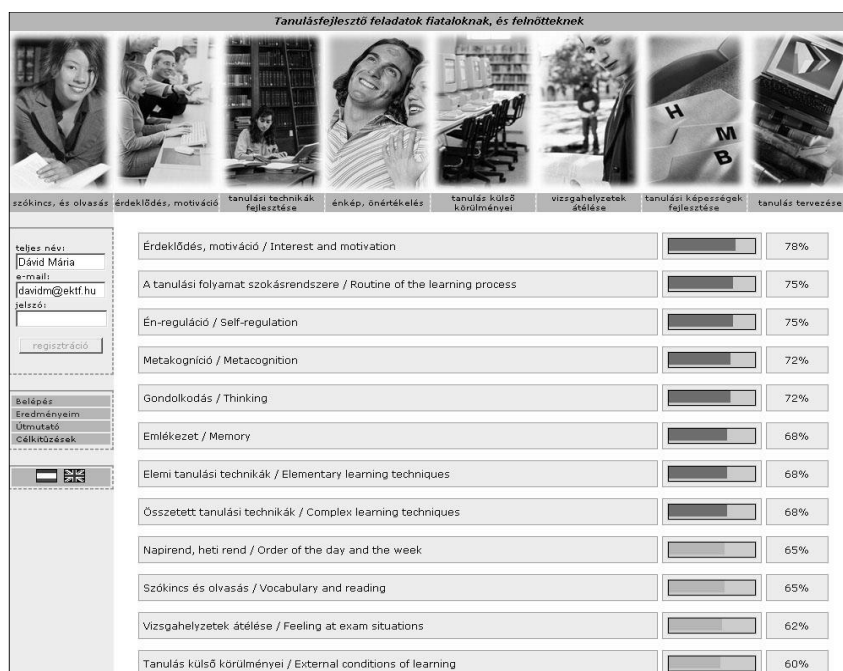 Tanulásfejlesztő feladatok fiataloknak, és felnőtteknek
H
M
B
szókincs, és olvasás
érdeklődés, motiváció
tanulási technikák
fejlesztése
énkép, önértékelés
tanulás külső
körülményei
vizsgahelyzetek
átélése
tanulási képességek
fejlesztése
tanulás tervezése
teljes név:
Dávid Mária
e-mail:
davidm@ektf.hu
jelszó:
regisztráció
Belépés
Eredményeim
Útmutató
Célkitűzések
Érdeklődés, motiváció / Interest and motivation 78%
A tanulási folyamat szokásrendszere / Routine of the learning process 75%
Én-reguláció / Self-regulation 75%
Metakogníció / Metacognition 72%
Gondolkodás / Thinking 72%
Emlékezet / Memory 68%
Elemi tanulási technikák / Elementary learning techniques 68%
Összetett tanulási technikák / Complex learning techniques 68%
Napirend, heti rend / Order of the day and the week 65%
Szókincs és olvasás / Vocabulary and reading 65%
Vizsgahelyzetek átélése / Feeling at exam situations 62%
Tanulás külső körülményei / External conditions of learning 60%